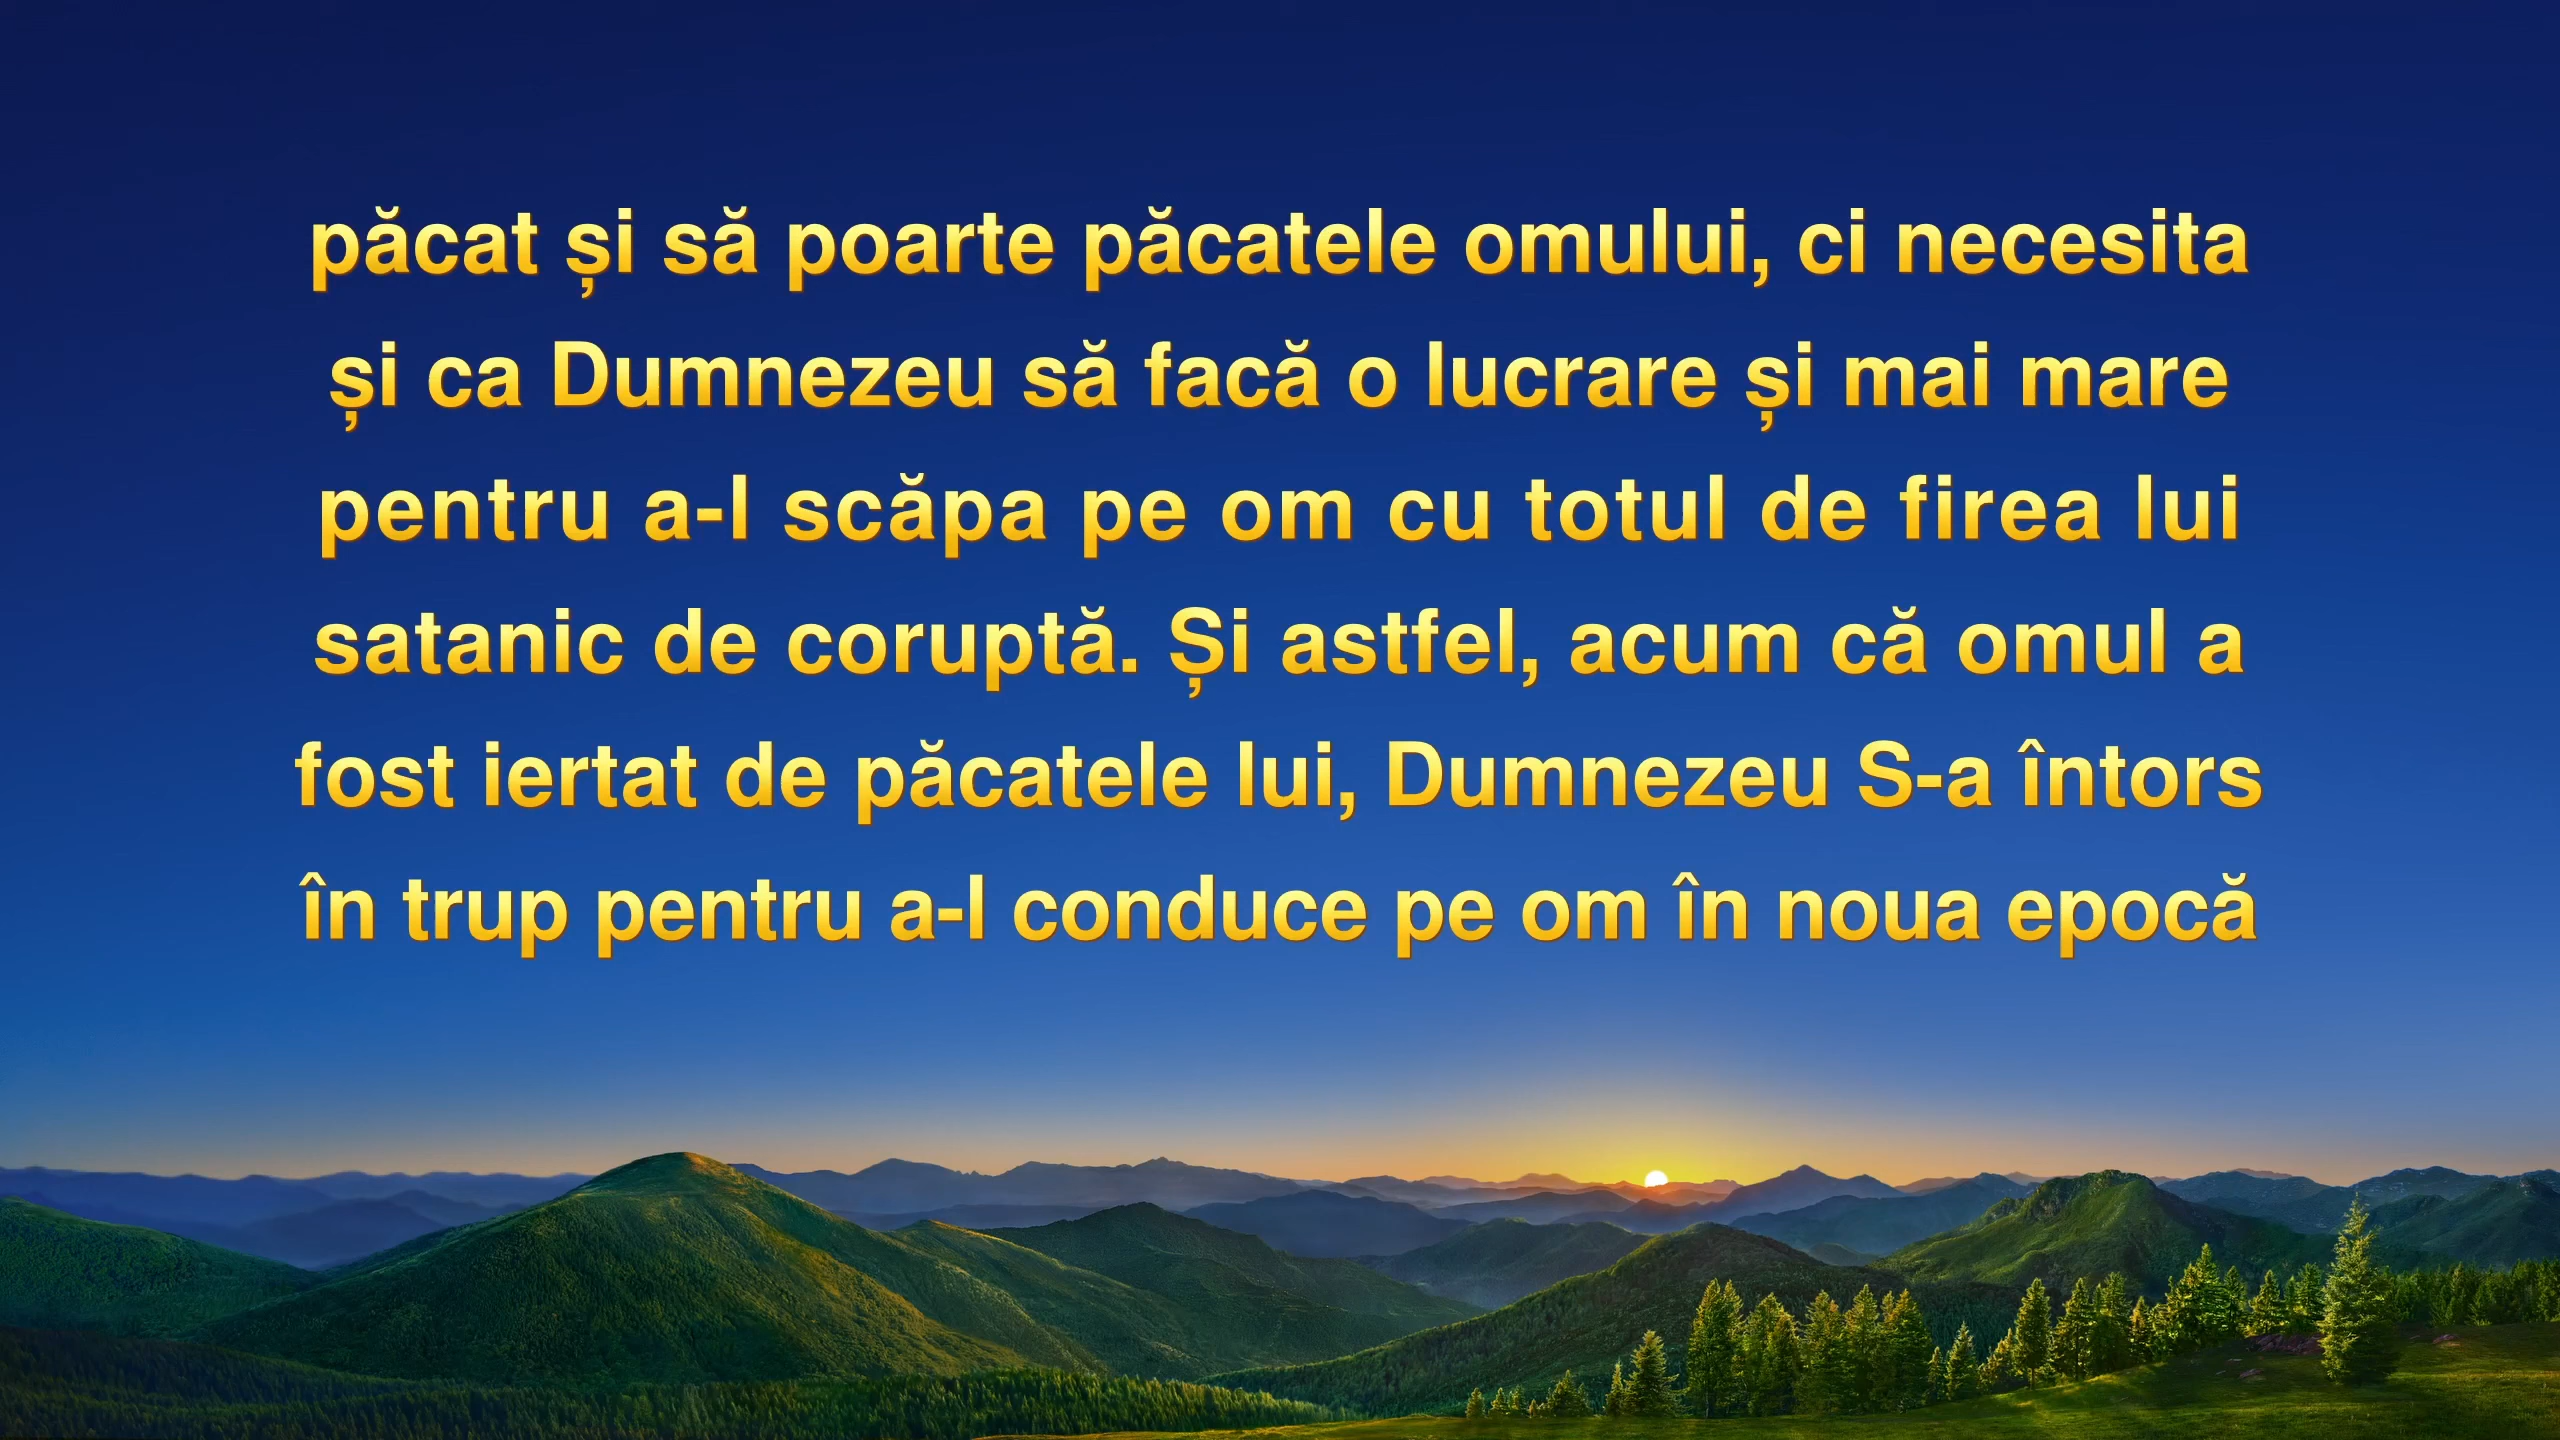 păcat și să poarte păcatele omului, ci necesita
și ca Dumnezeu să facă o lucrare și mai mare
pentru a-l scăpa pe om cu totul de firea lui
satanic de coruptă. Și astfel, acum că omul a
fost iertat de păcatele lui, Dumnezeu S-a întors
în trup pentru a-l conduce pe om în noua epocă